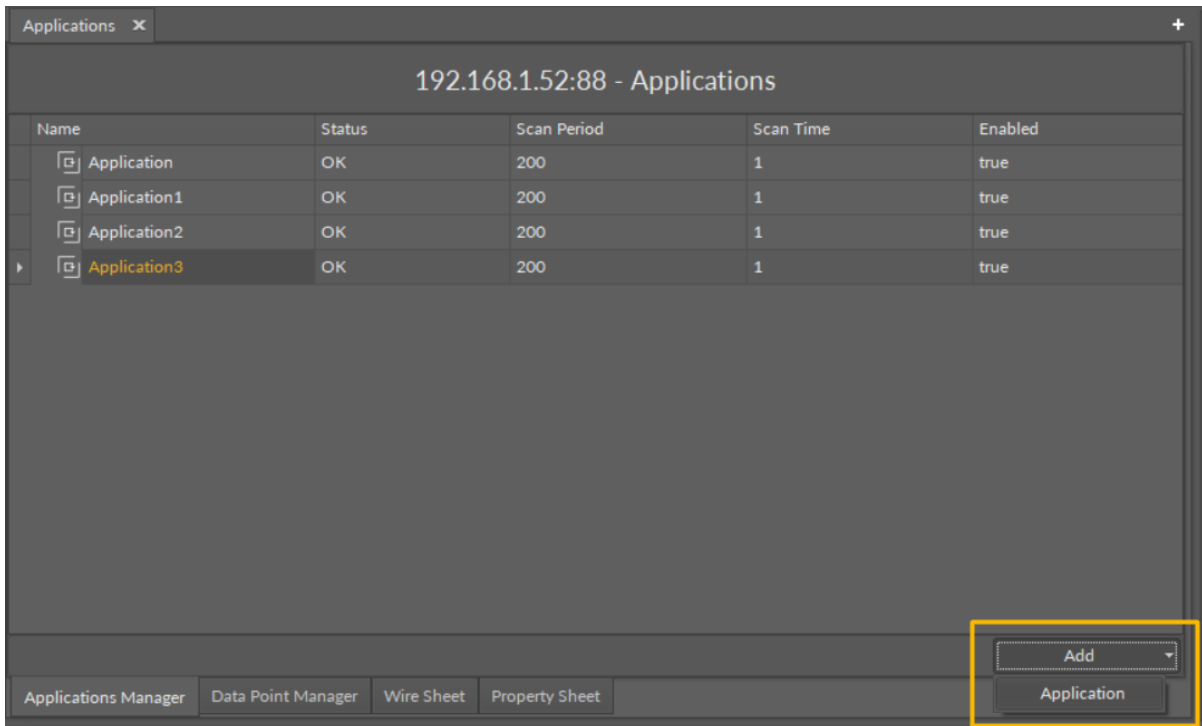 Applications
192.168.1.52:88 - Applications
Name Status Scan Period Scan Time Enabled
Application OK 200 1 true
Application1 OK 200 1 true
Application2 OK 200 1 true
Application3 OK 200 1 true
Add
Applications Manager Data Point Manager Wire Sheet Property Sheet Application